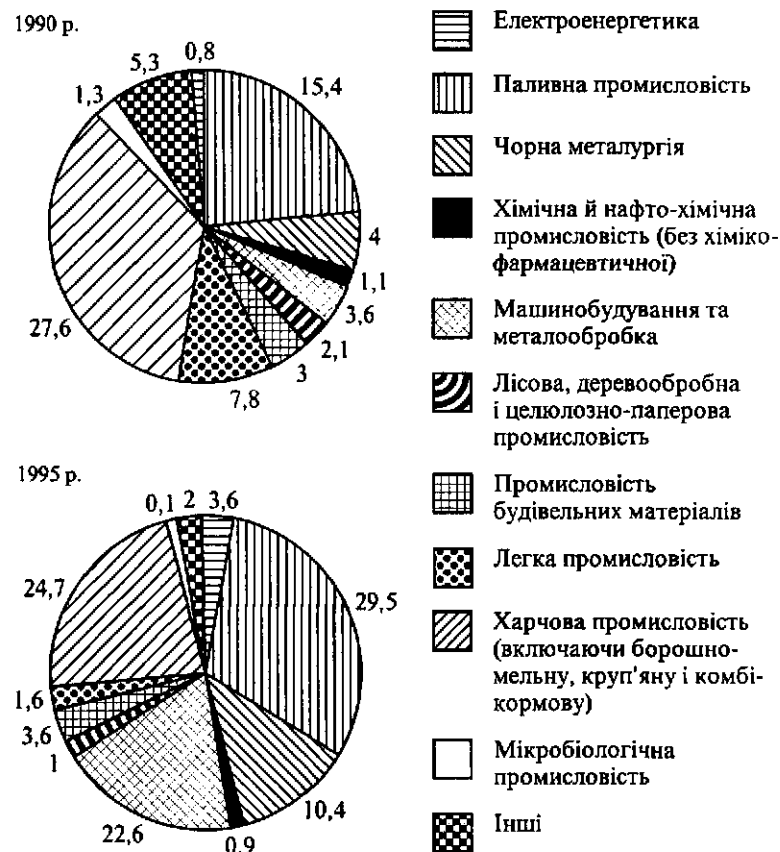 1990 р.
0,8
15,4
4
1,1
3,6
2,1
3
7,8
27,6
1,3
5,3
1995 р.
3,6
29,5
10,4
0,9
22,6
1
3,6
1,6
24,7
0,1
2
Електроенергетика
Паливна промисловість
Чорна металургія
Хімічна й нафто-хімічна
промисловість (без хіміко-
фармацевтичної)
Машинобудування та
металообробка
Лісова, деревообробна
і целюлозно-паперова
промисловість
Промисловість
будівельних матеріалів
Легка промисловість
Харчова промисловість
(включаючи борошно-
мельну, круп'яну і комбі-
кормову)
Мікробіологічна
промисловість
Інші